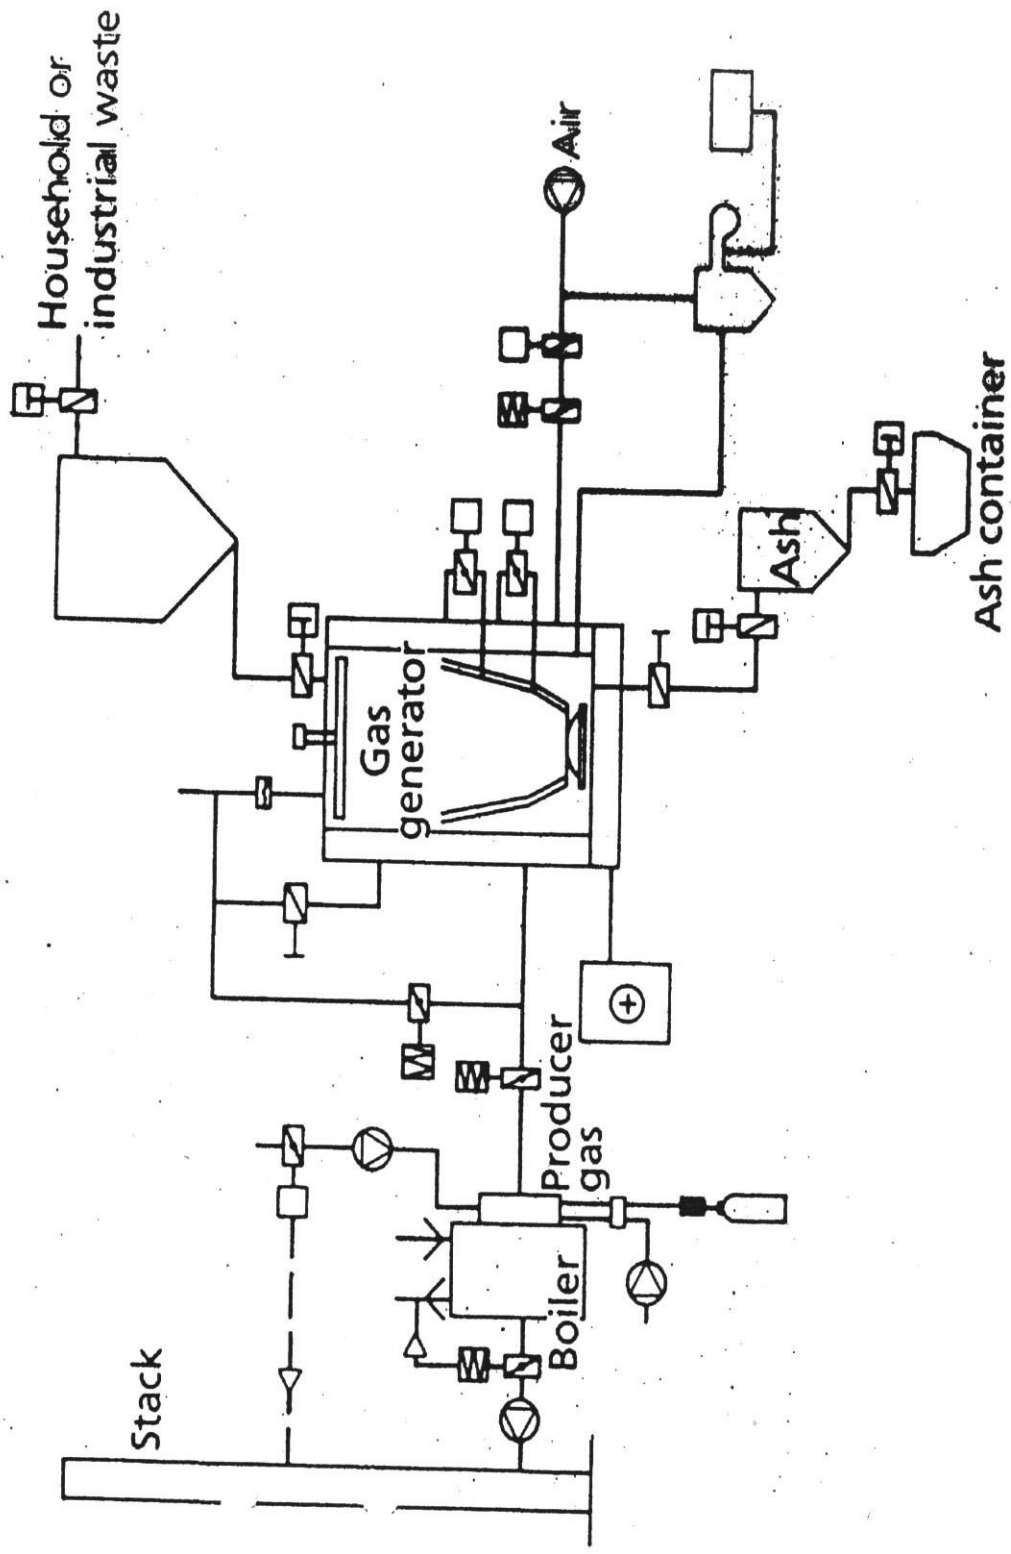 Household or
industrial waste
Air
Gas
generator
Ash
Ash container
Producer
gas
Boiler
Stack